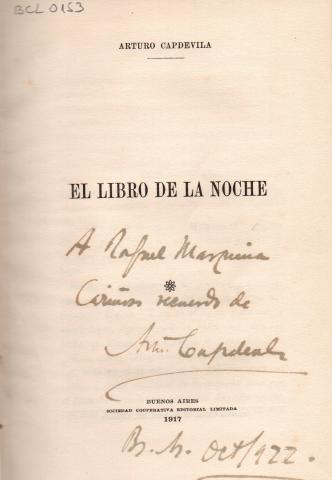 BCL 0153
ARTURO CAPDEVILA
EL LIBRO DE LA NOCHE
A Rafael Marquina
Cariñoso recuerdo de
Capdevila
BUENOS AIRES
SOCIEDAD COOPERATIVA EDITORIAL LIMITADA
1917
Oct/922.